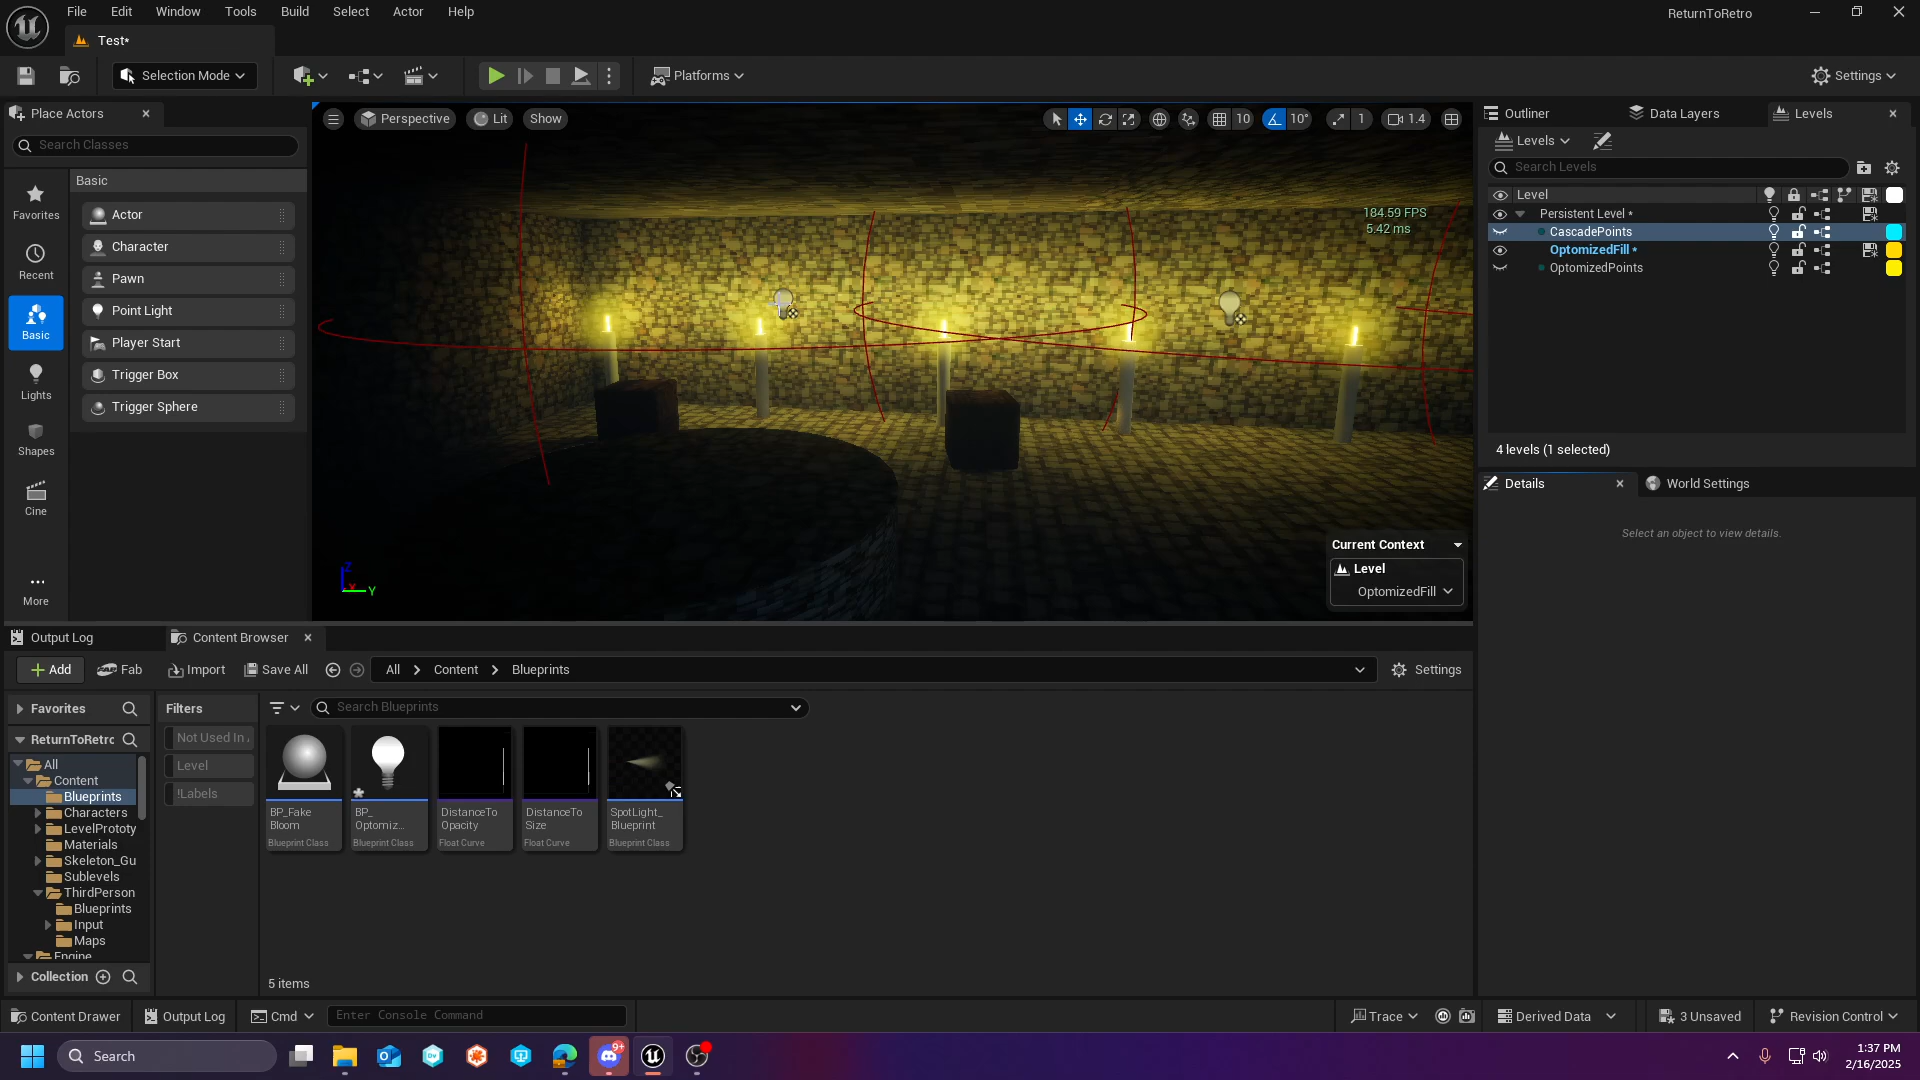 File Edit Window Tools Build Select Actor Help
ReturnToRetro
Test*
Selection Mode
Platforms
Settings
Place Actors
Search Classes
Basic
Favorites
Recent
Basic
Lights
Shapes
Cine
More
Actor
Character
Pawn
Point Light
Player Start
Trigger Box
Trigger Sphere
Perspective Lit Show
10 10° 1 1.4
184.59 FPS
5.42 ms
Z
X
Y
Current Context
Level
OptomizedFill
Outliner Data Layers Levels
Levels
Search Levels
Level
Persistent Level *
CascadePoints
OptomizedFill *
OptomizedPoints
4 levels (1 selected)
Details World Settings
Select an object to view details.
Output Log Content Browser
Add Fab Import Save All All Content Blueprints Settings
Favorites
ReturnToRetrc
All
Content
Blueprints
Characters
LevelPrototy
Materials
Skeleton_Gu
Sublevels
ThirdPerson
Blueprints
Input
Maps
Engine
Collection
Filters
Not Used In
Level
!Labels
Search Blueprints
BP_Fake
Bloom
Blueprint Class
BP_
Optomiz...
Blueprint Class
DistanceTo
Opacity
Float Curve
DistanceTo
Size
Float Curve
SpotLight_
Blueprint
Blueprint Class
5 items
Content Drawer Output Log Cmd Enter Console Command Trace Derived Data 3 Unsaved Revision Control
Search
9+
1:37 PM
2/16/2025